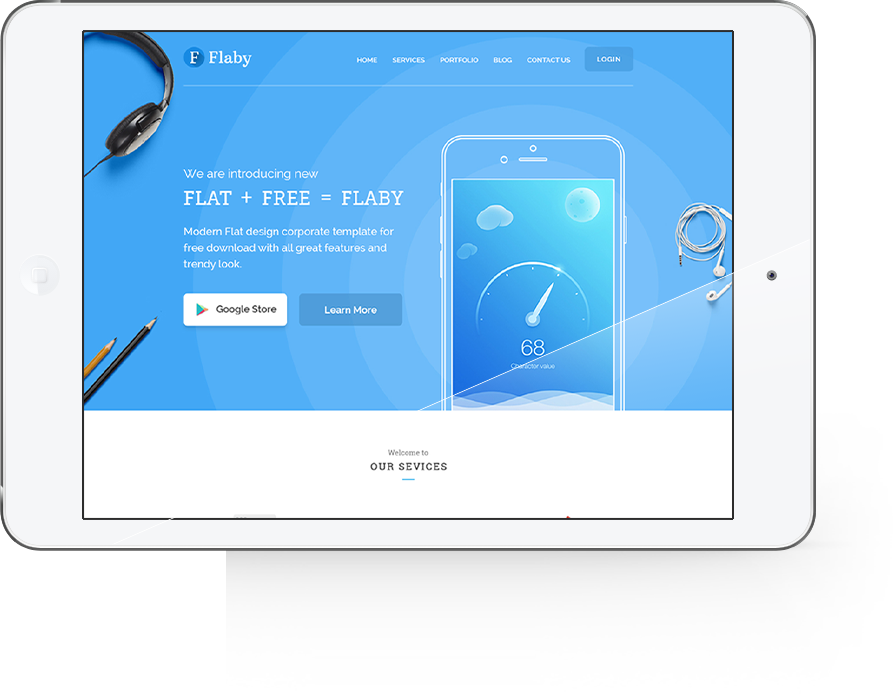 F Flaby
HOME SERVICES PORTFOLIO BLOG CONTACT US LOGIN
We are introducing new
FLAT + FREE = FLABY
Modern Flat design corporate template for
free download with all great features and
trendy look.
Google Store Learn More
68
Character value
Welcome to
OUR SEVICES